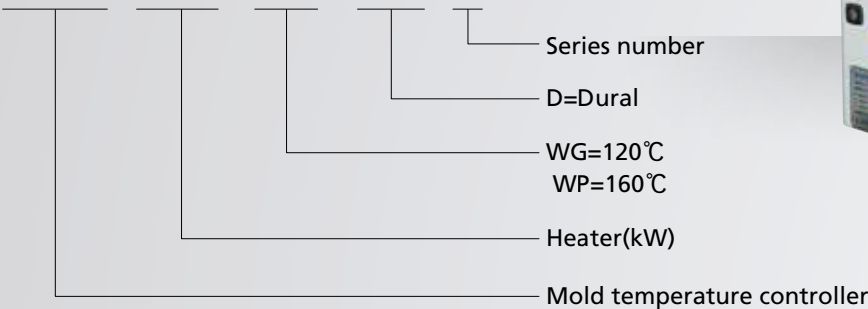 Series number
D=Dural
WG=120℃
WP=160℃
Heater(kW)
Mold temperature controller